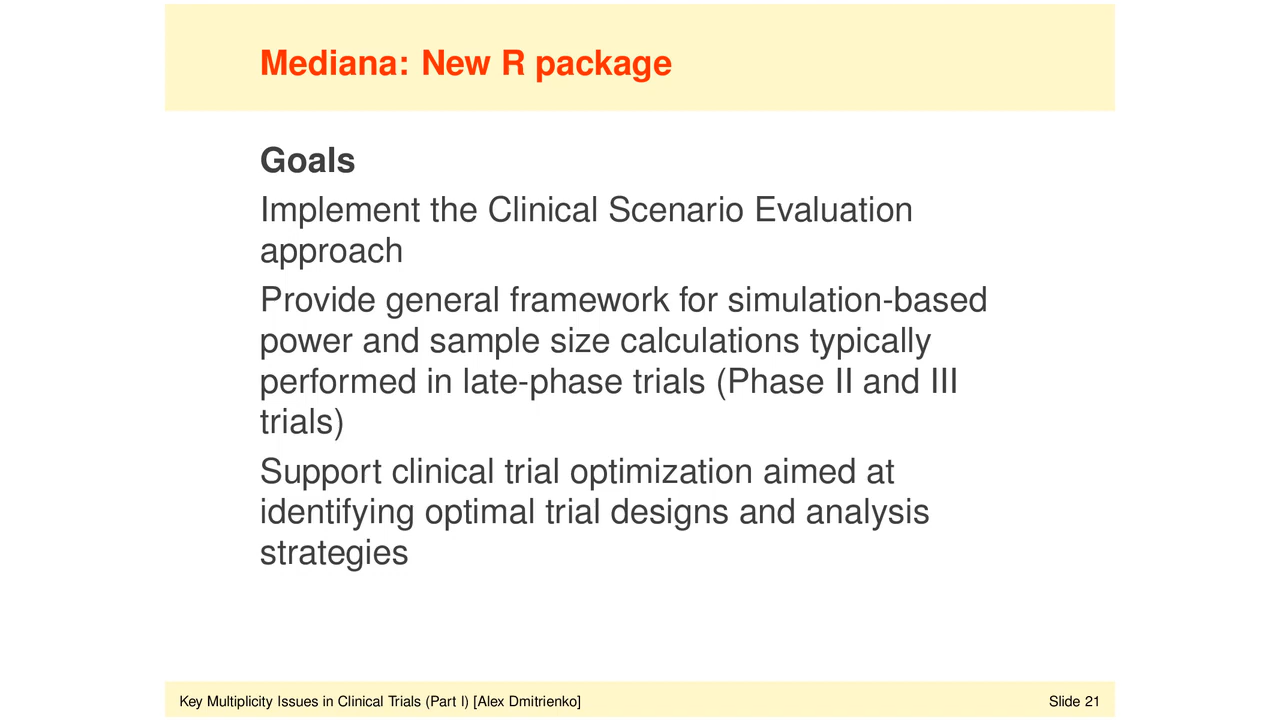 Mediana: New R package
Goals
Implement the Clinical Scenario Evaluation
approach
Provide general framework for simulation-based
power and sample size calculations typically
performed in late-phase trials (Phase II and III
trials)
Support clinical trial optimization aimed at
identifying optimal trial designs and analysis
strategies
Key Multiplicity Issues in Clinical Trials (Part I) [Alex Dmitrienko]
Slide 21